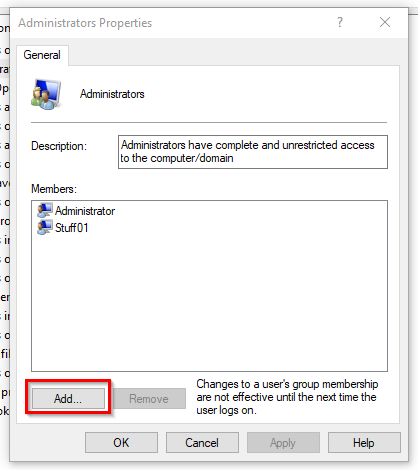 Administrators Properties
?
General
Administrators
Description:
Administrators have complete and unrestricted access
to the computer/domain
Members:
Administrator
Stuff01
Add...
Remove
Changes to a user's group membership
are not effective until the next time the
user logs on.
OK
Cancel
Apply
Help